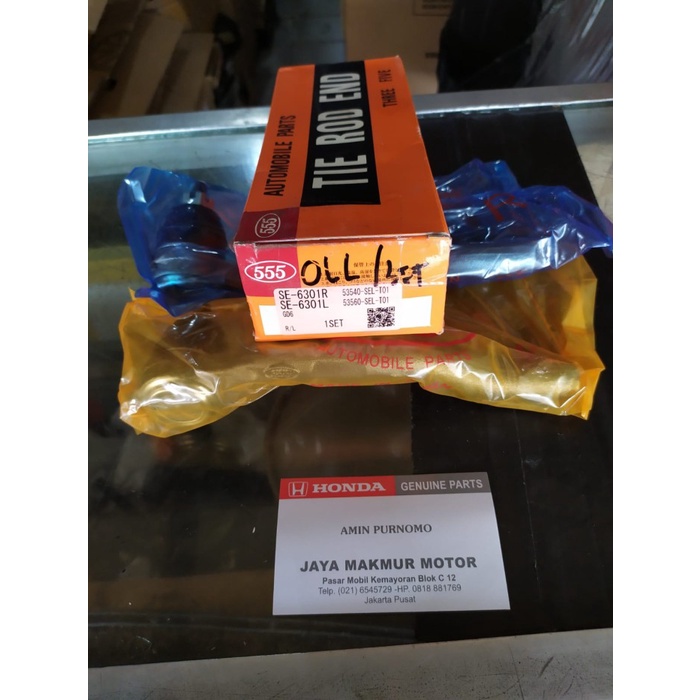 AUTOMOBILE PARTS
TIE ROD END
THREE FIVE
555
555
OLL /SET
SE-6301R 53540-SEL-T01
SE-6301L 53560-SEL-T01
GD6
R/L 1SET
AUTOMOBILE PARTS
HONDA GENUINE PARTS
AMIN PURNOMO
JAYA MAKMUR MOTOR
Pasar Mobil Kemayoran Blok C 12
Telp. (021) 6545729 -HP. 0818 881769
Jakarta Pusat